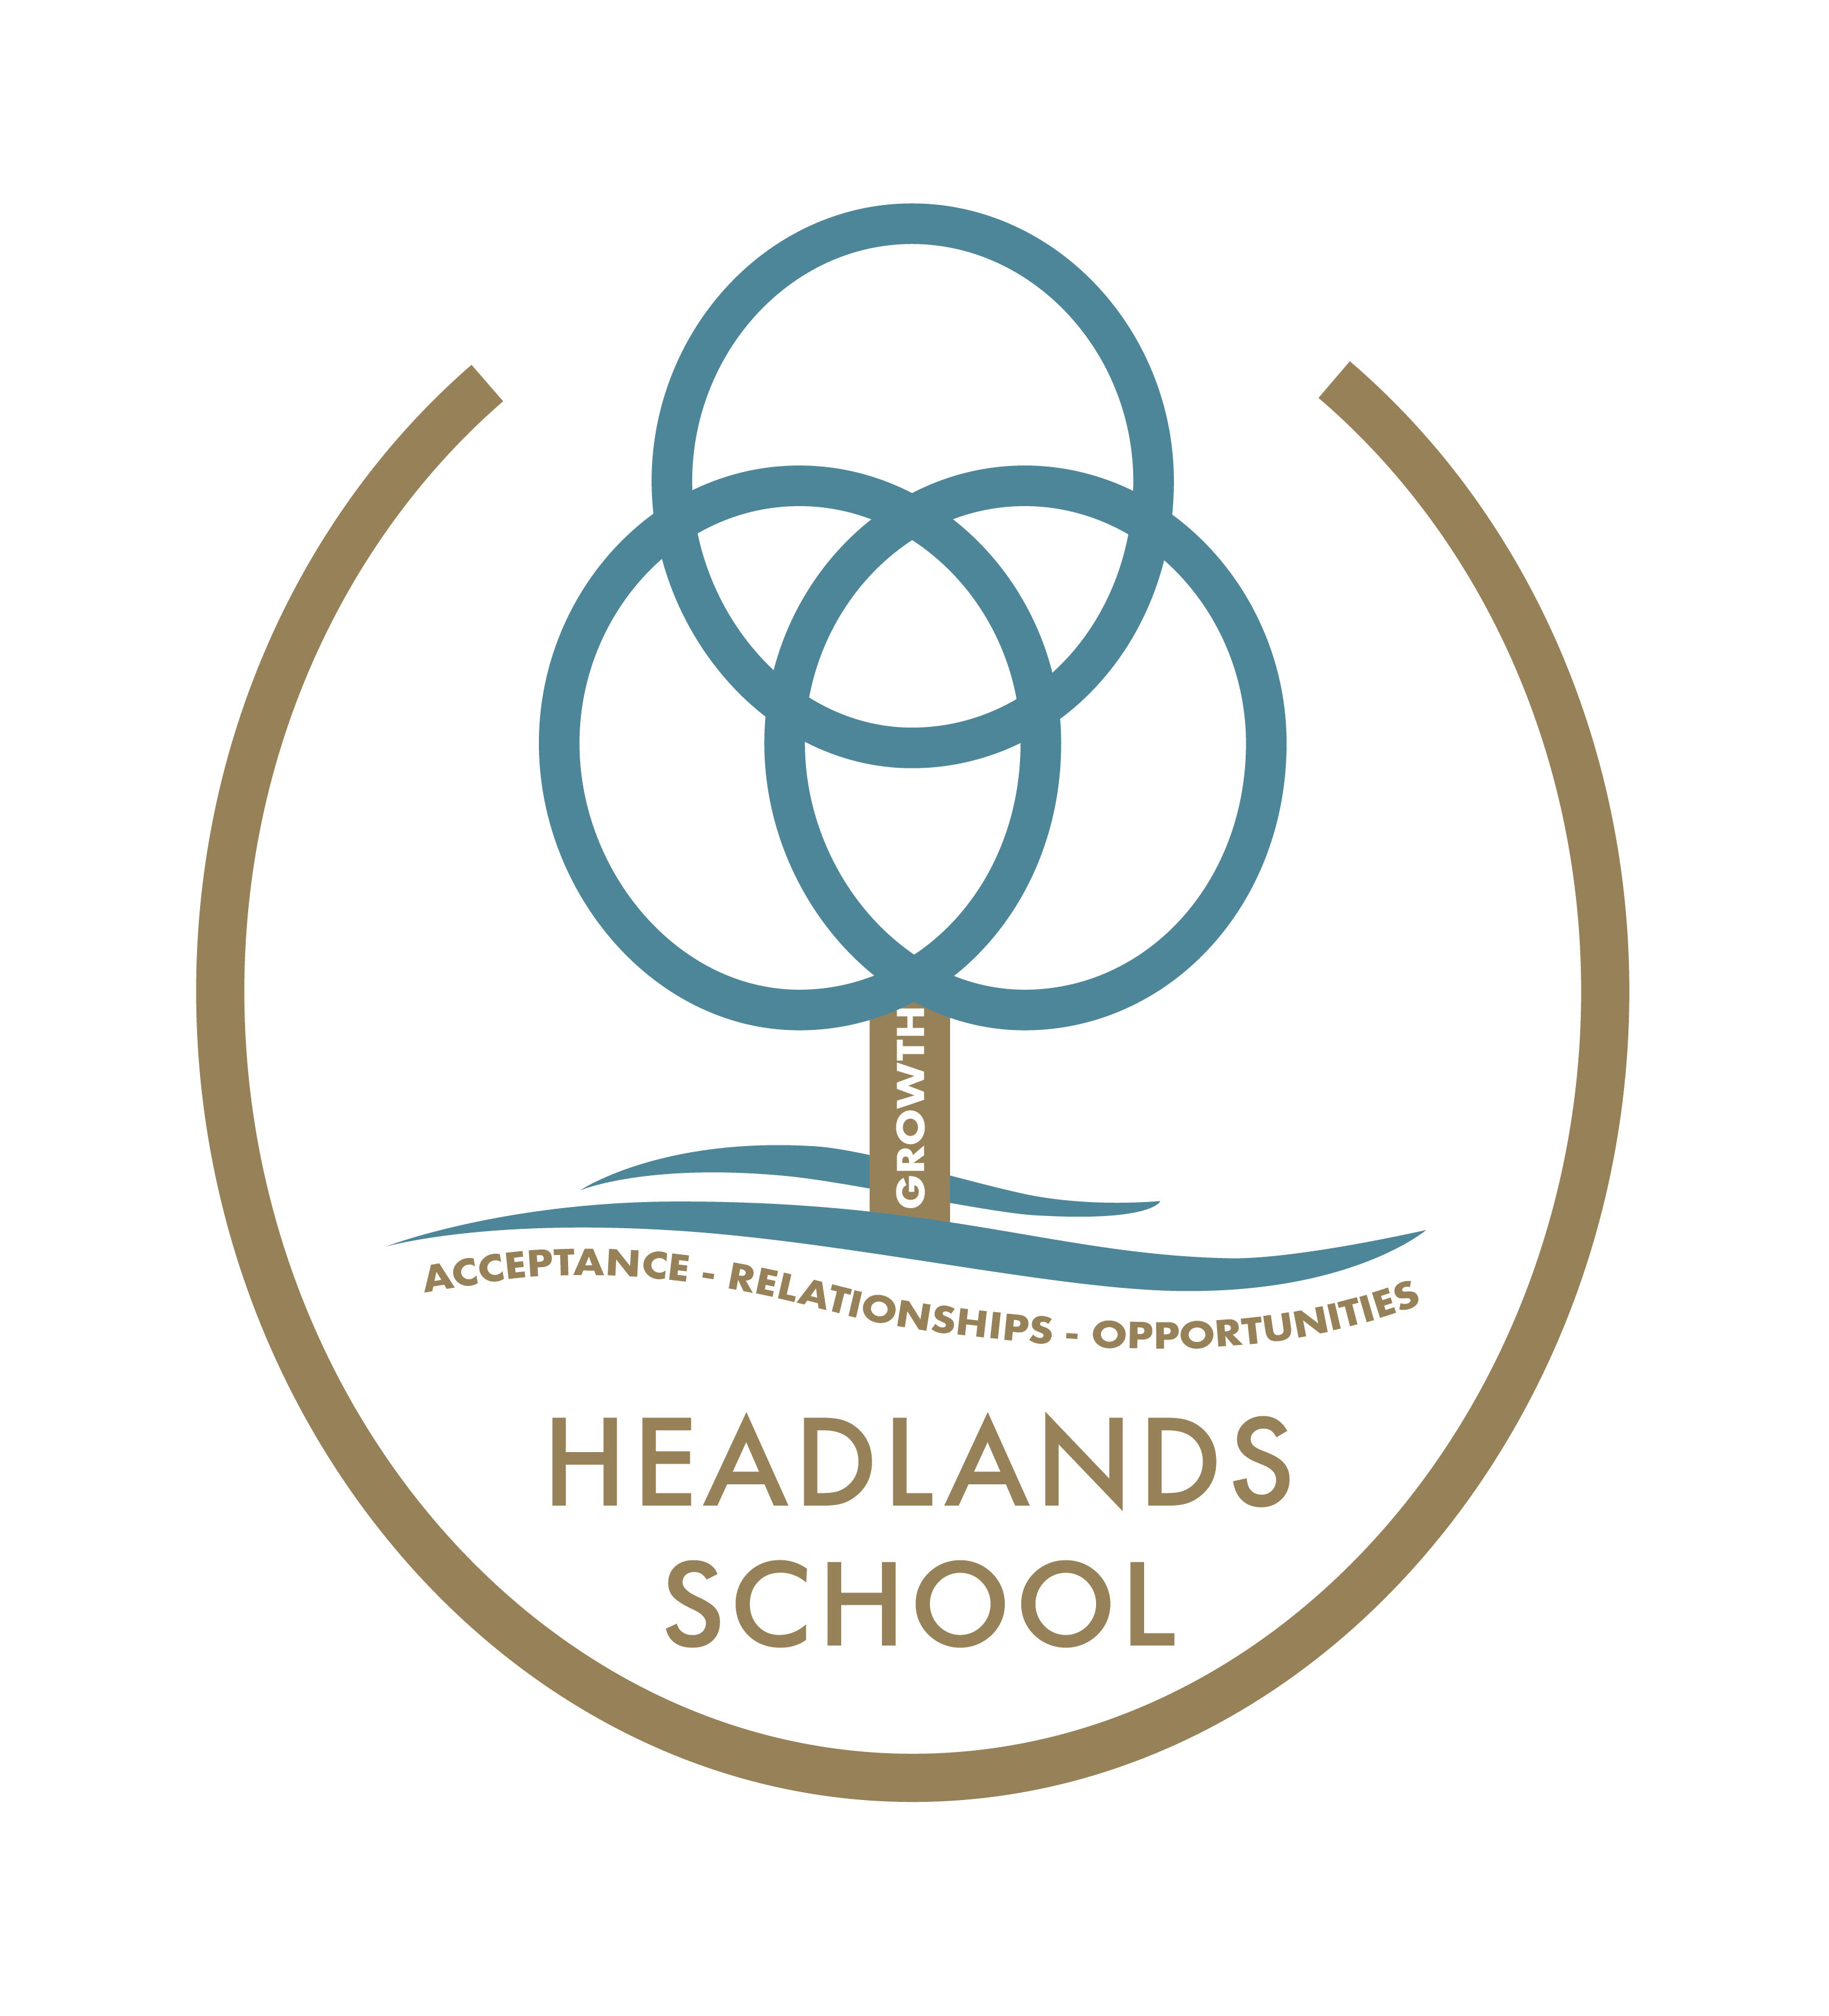 GROWTH
ACCEPTANCE - RELATIONSHIPS - OPPORTUNITIES
HEADLANDS
SCHOOL